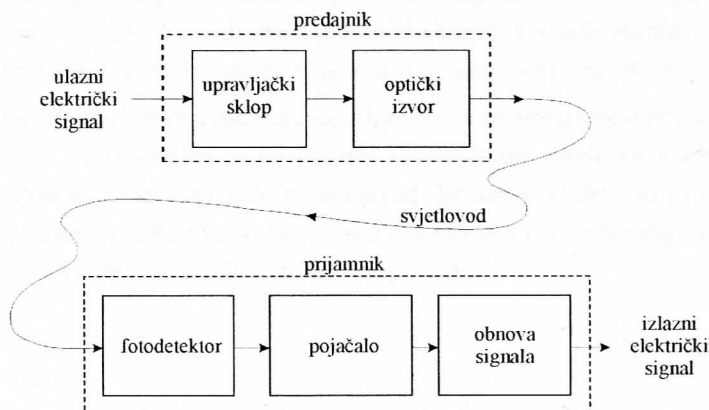 predajnik
ulazni
električki
signal
upravljački
sklop
optički
izvor
svjetlovod
prijamnik
fotodetektor
pojačalo
obnova
signala
izlazni
električki
signal